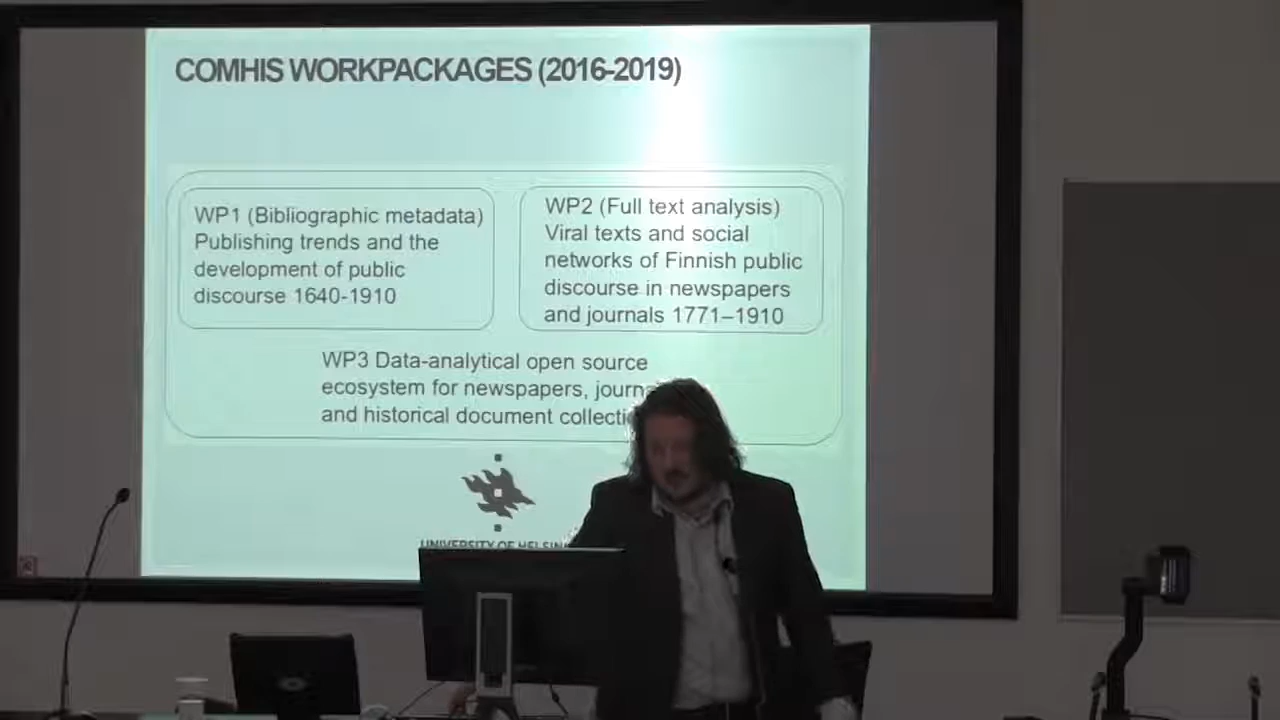 COMHIS WORKPACKAGES (2016-2019)
WP1 (Bibliographic metadata)
Publishing trends and the
development of public
discourse 1640-1910
WP2 (Full text analysis)
Viral texts and social
networks of Finnish public
discourse in newspapers
and journals 1771–1910
WP3 Data-analytical open source
ecosystem for newspapers,
and historical document
UNIVERSITY OF